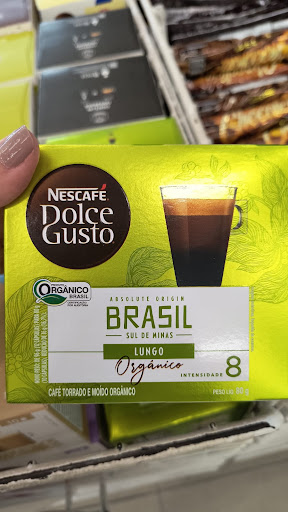 NESCAFÉ
DOLCE
GUSTO
PRODUTO
ORGÂNICO
BRASIL
ABSOLUTE ORIGIN
BRASIL
SUL DE MINAS
LUNGO
Orgânico
INTENSIDADE 8
CAFÉ TORRADO E MOÍDO ORGÂNICO